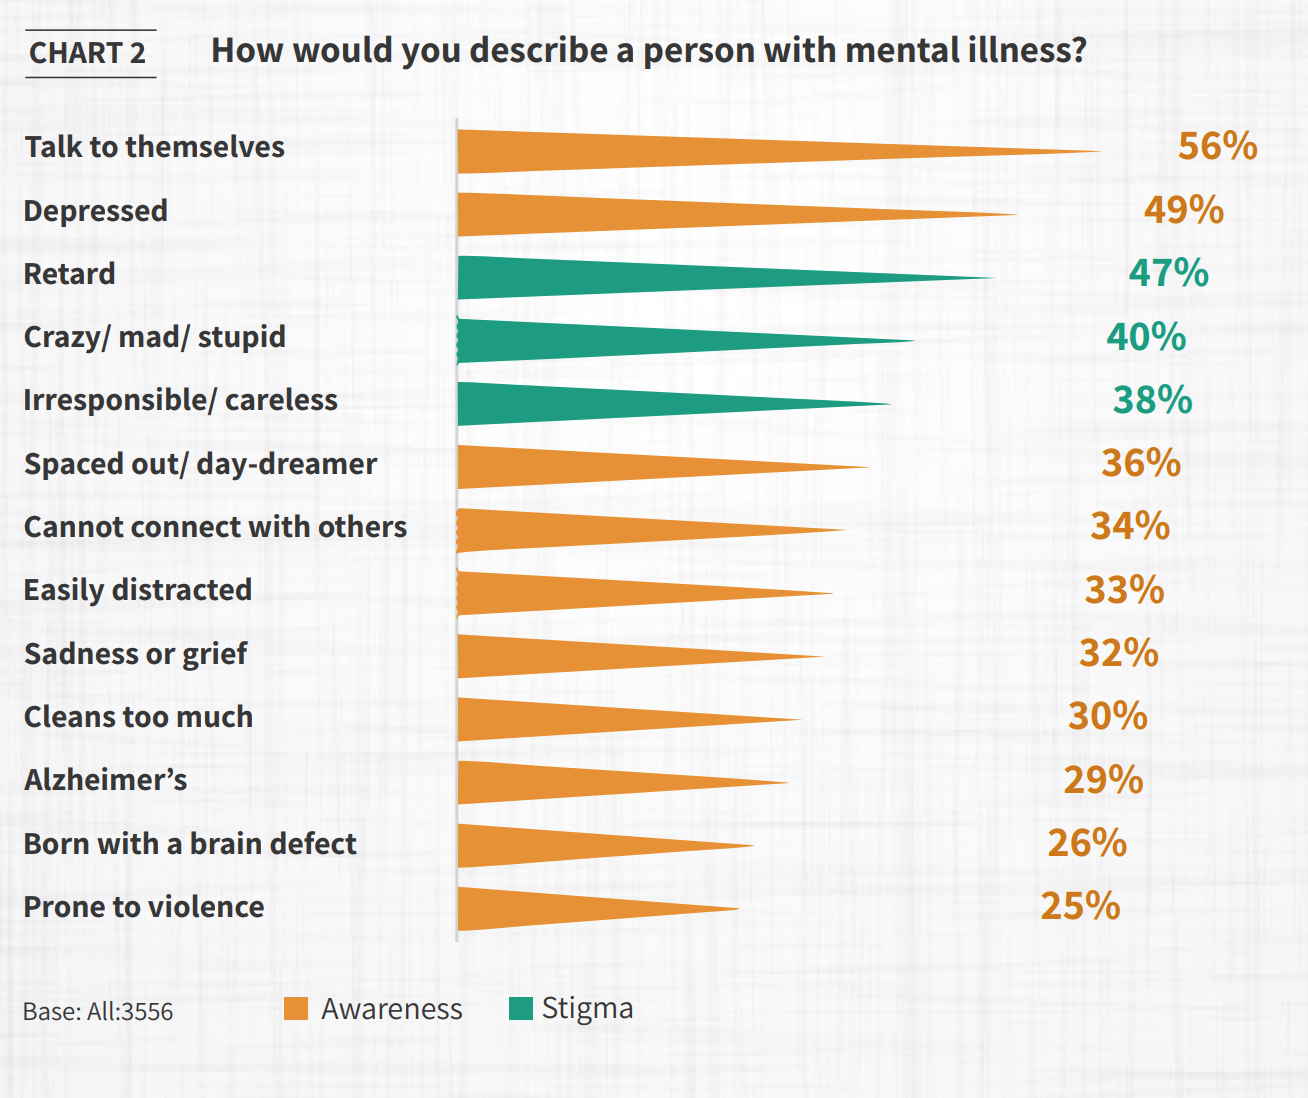 CHART 2
How would you describe a person with mental illness?
Talk to themselves 56%
Depressed 49%
Retard 47%
Crazy/ mad/ stupid 40%
Irresponsible/ careless 38%
Spaced out/ day-dreamer 36%
Cannot connect with others 34%
Easily distracted 33%
Sadness or grief 32%
Cleans too much 30%
Alzheimer’s 29%
Born with a brain defect 26%
Prone to violence 25%
Base: All:3556 Awareness Stigma